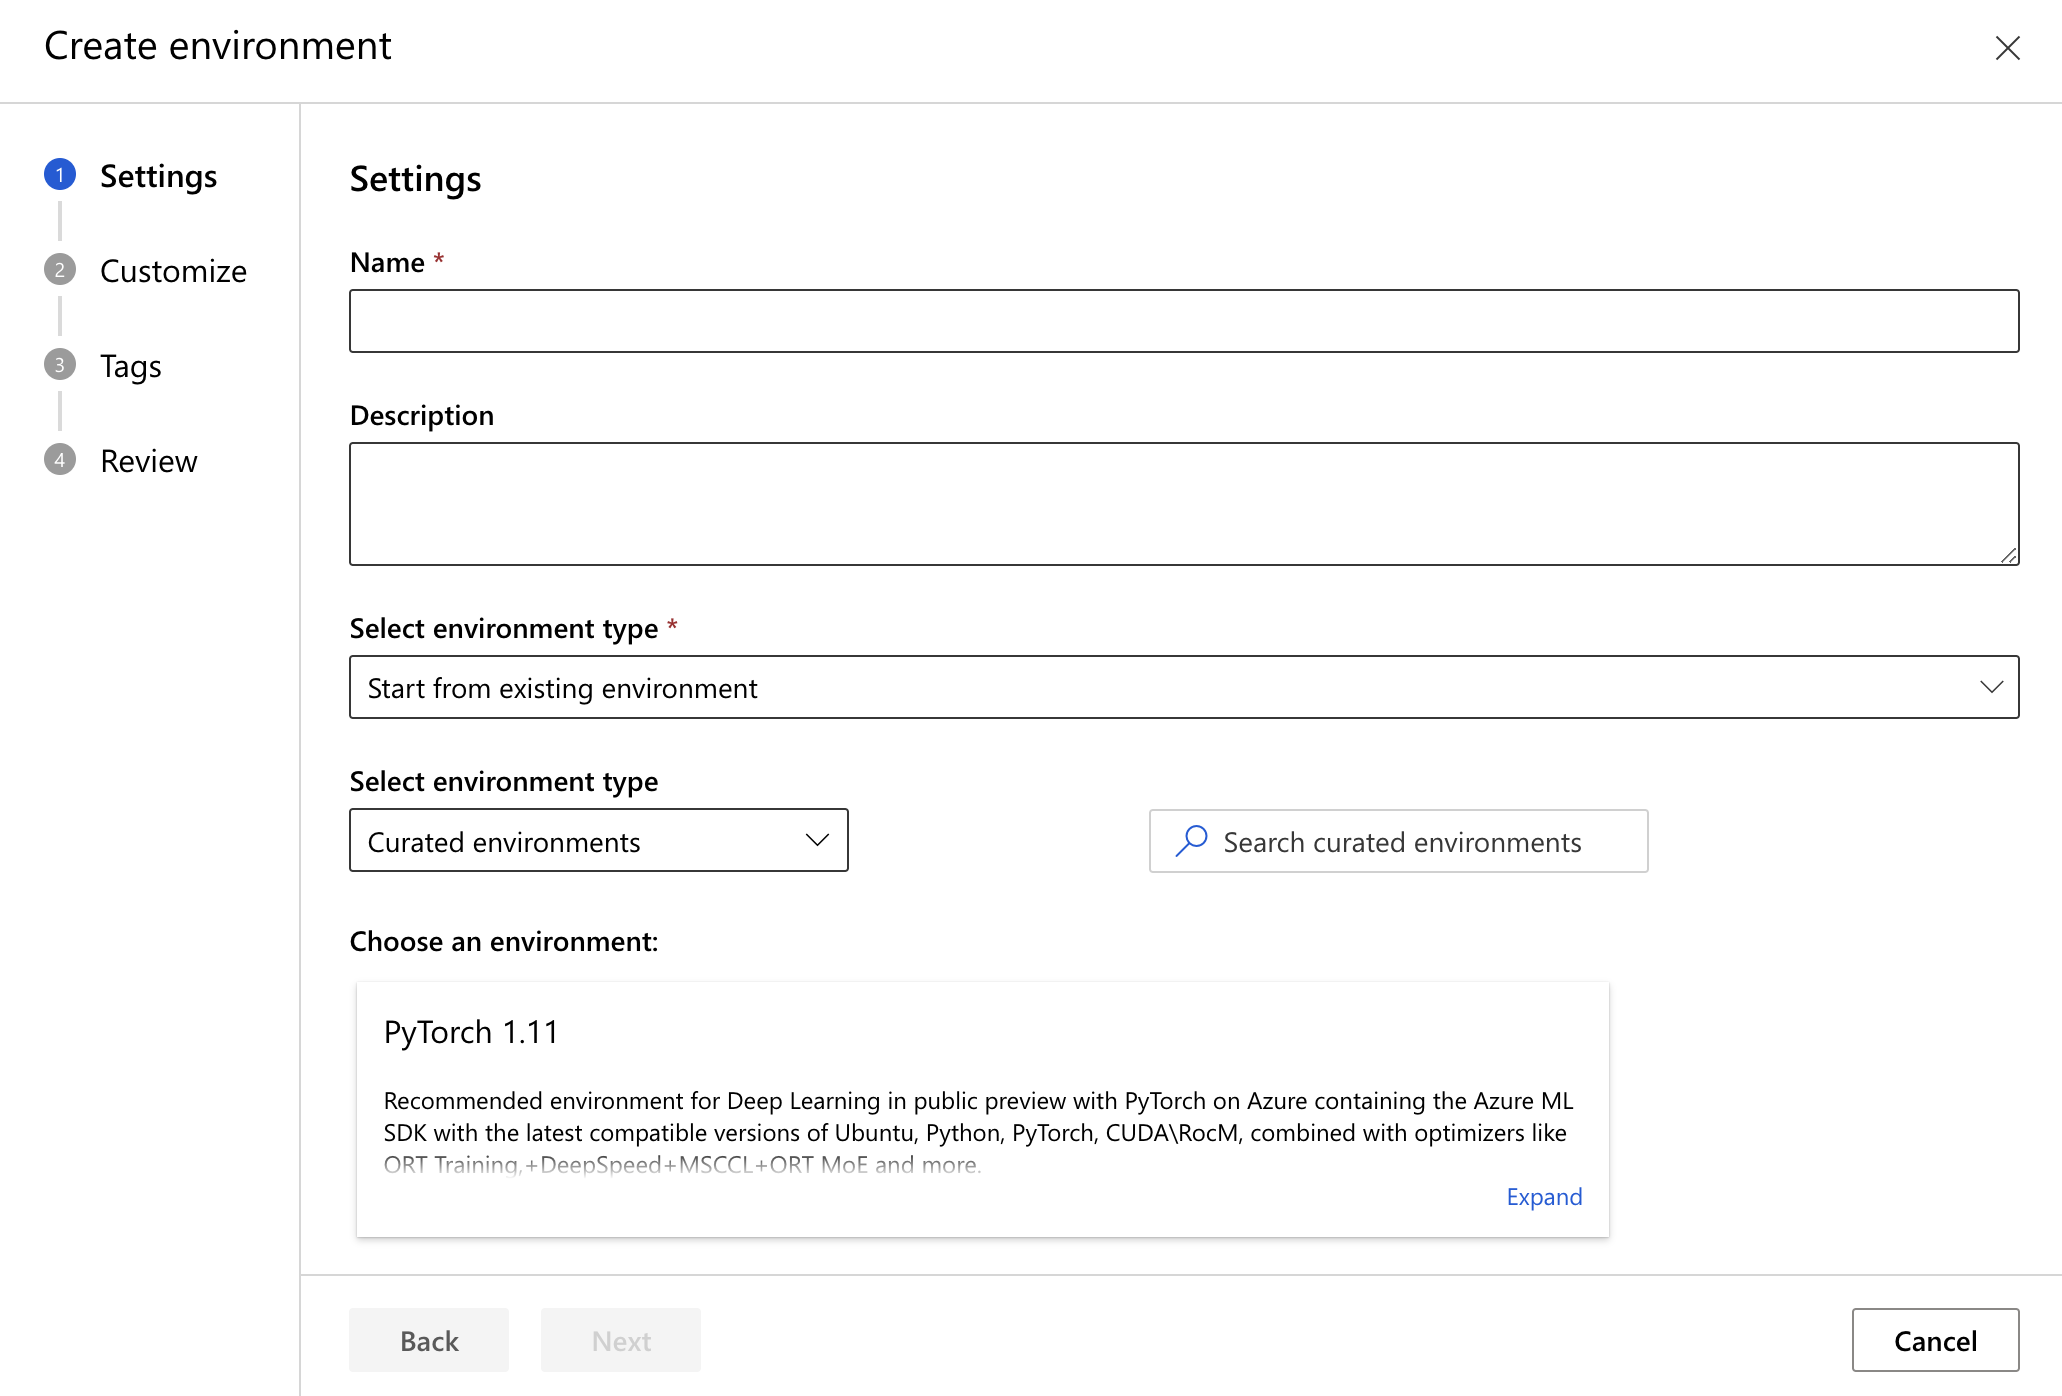 Create environment
1 Settings
2 Customize
3 Tags
4 Review
Settings
Name *
Description
Select environment type *
Start from existing environment
Select environment type
Curated environments
Search curated environments
Choose an environment:
PyTorch 1.11
Recommended environment for Deep Learning in public preview with PyTorch on Azure containing the Azure ML
SDK with the latest compatible versions of Ubuntu, Python, PyTorch, CUDA\RocM, combined with optimizers like
ORT Training,+DeepSpeed+MSCCL+ORT MoE and more.
Expand
Back
Next
Cancel